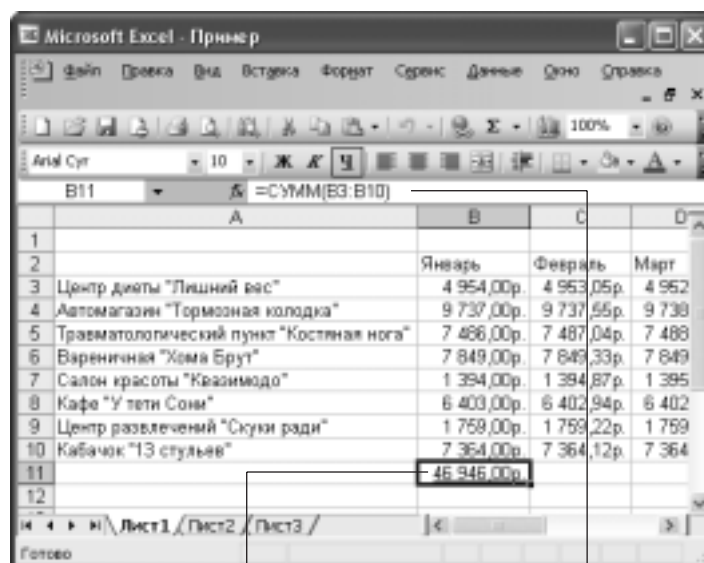 Microsoft Excel - Пример
Файл Правка Вид Вставка Формат Сервис Данные Окно Справка
100%
Arial Cyr 10 Ж К Ч
B11 fx =СУММ(B3:B10)
A B C D
1
2 Январь Февраль Март
3 Центр диеты "Лишний вес" 4 954,00р. 4 953,05р. 4 952
4 Автомагазин "Тормозная колодка" 9 737,00р. 9 737,55р. 9 738
5 Травматологический пункт "Костяная нога" 7 486,00р. 7 487,04р. 7 488
6 Вареничная "Хома Брут" 7 849,00р. 7 849,33р. 7 849
7 Салон красоты "Квазимодо" 1 394,00р. 1 394,87р. 1 395
8 Кафе "У тети Сони" 6 403,00р. 6 402,94р. 6 402
9 Центр развлечений "Скуки ради" 1 759,00р. 1 759,22р. 1 759
10 Кабачок "13 стульев" 7 364,00р. 7 364,12р. 7 364
11 46 946,00р.
12
Лист1 Лист2 Лист3
Готово